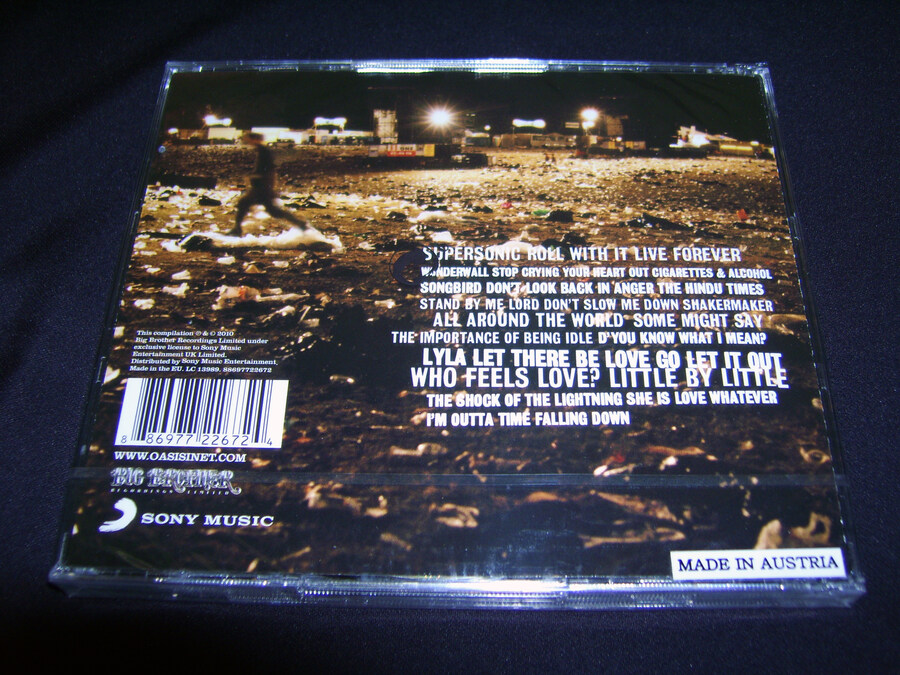 SUPERSONIC ROLL WITH IT LIVE FOREVER
WONDERWALL STOP CRYING YOUR HEART OUT CIGARETTES & ALCOHOL
SONGBIRD DON'T LOOK BACK IN ANGER THE HINDU TIMES
STAND BY ME LORD DON'T SLOW ME DOWN SHAKERMAKER
ALL AROUND THE WORLD SOME MIGHT SAY
THE IMPORTANCE OF BEING IDLE D'YOU KNOW WHAT I MEAN?
LYLA LET THERE BE LOVE GO LET IT OUT
WHO FEELS LOVE? LITTLE BY LITTLE
THE SHOCK OF THE LIGHTNING SHE IS LOVE WHATEVER
I'M OUTTA TIME FALLING DOWN
This compilation ℗ & © 2010
Big Brother Recordings Limited under
exclusive license to Sony Music
Entertainment UK Limited.
Distributed by Sony Music Entertainment
Made in the EU. LC 13989. 88697722672
8 86977 22672 4
WWW.OASISINET.COM
BIG BROTHER
RECORDINGS LIMITED
SONY MUSIC
MADE IN AUSTRIA